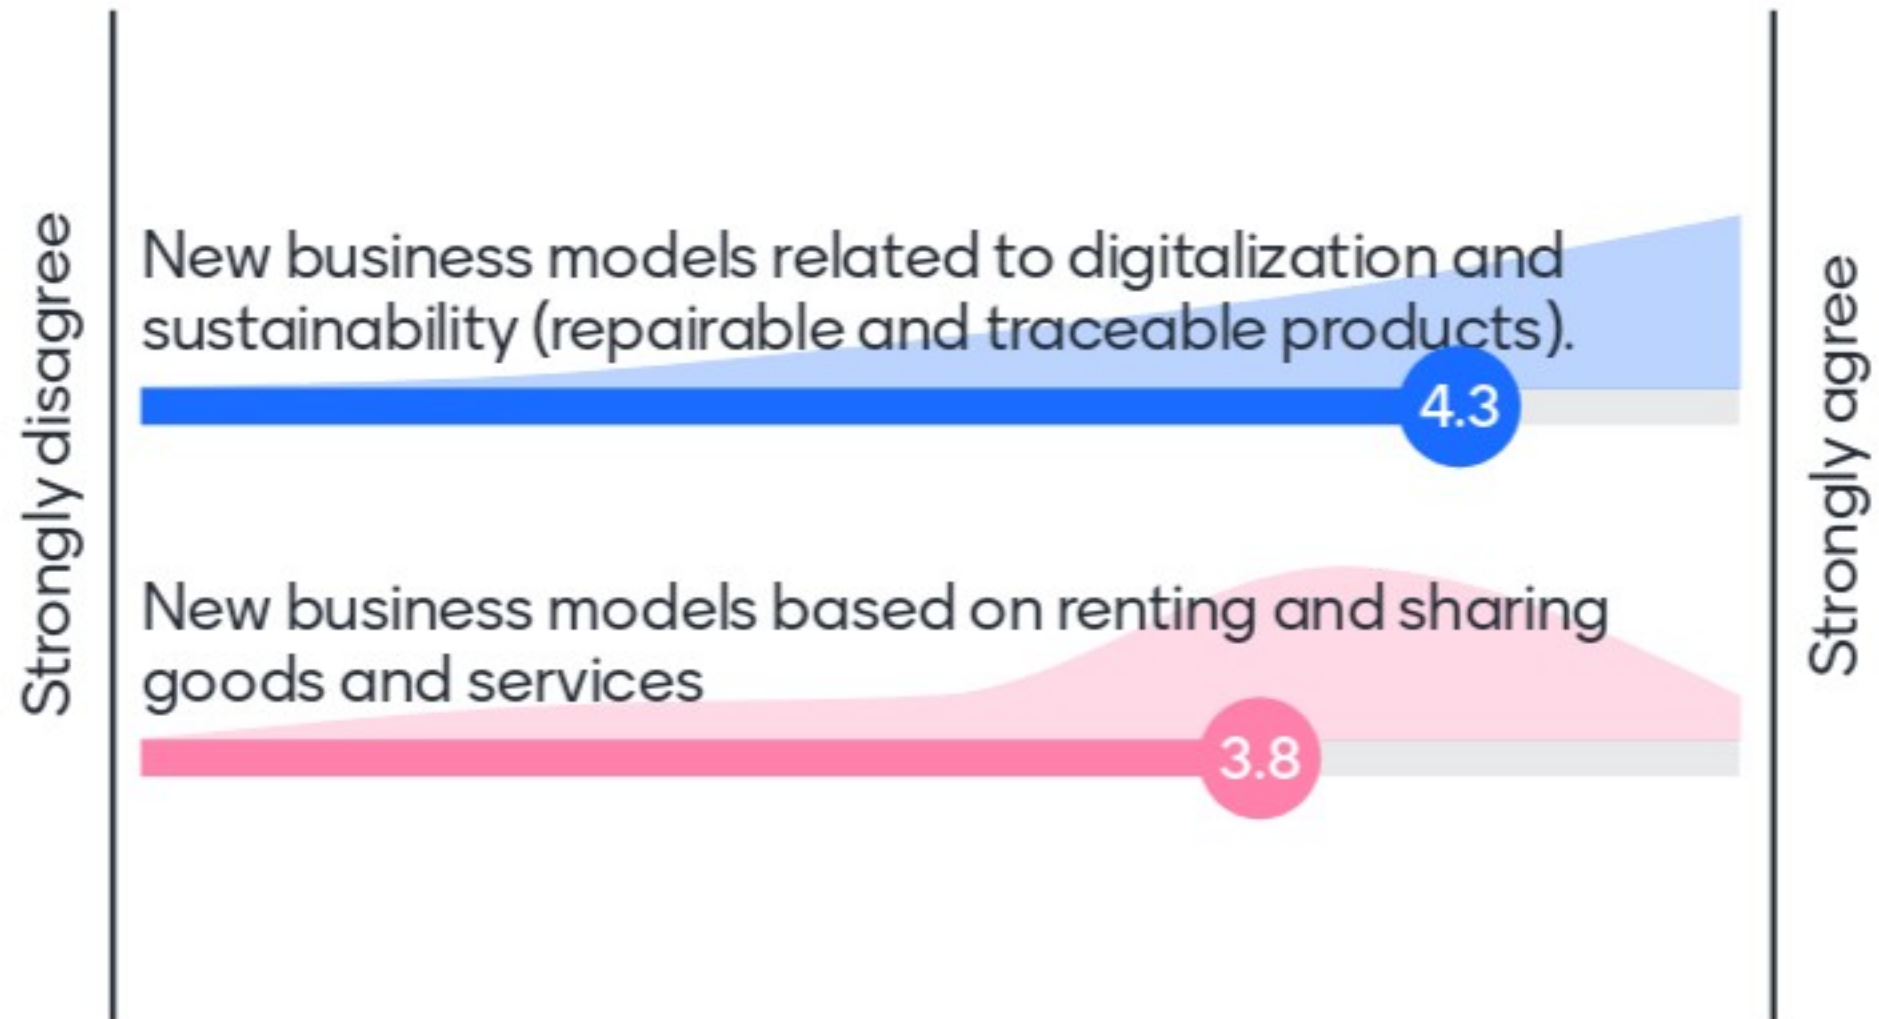 Strongly disagree
New business models related to digitalization and
sustainability (repairable and traceable products).
4.3
New business models based on renting and sharing
goods and services
3.8
Strongly agree